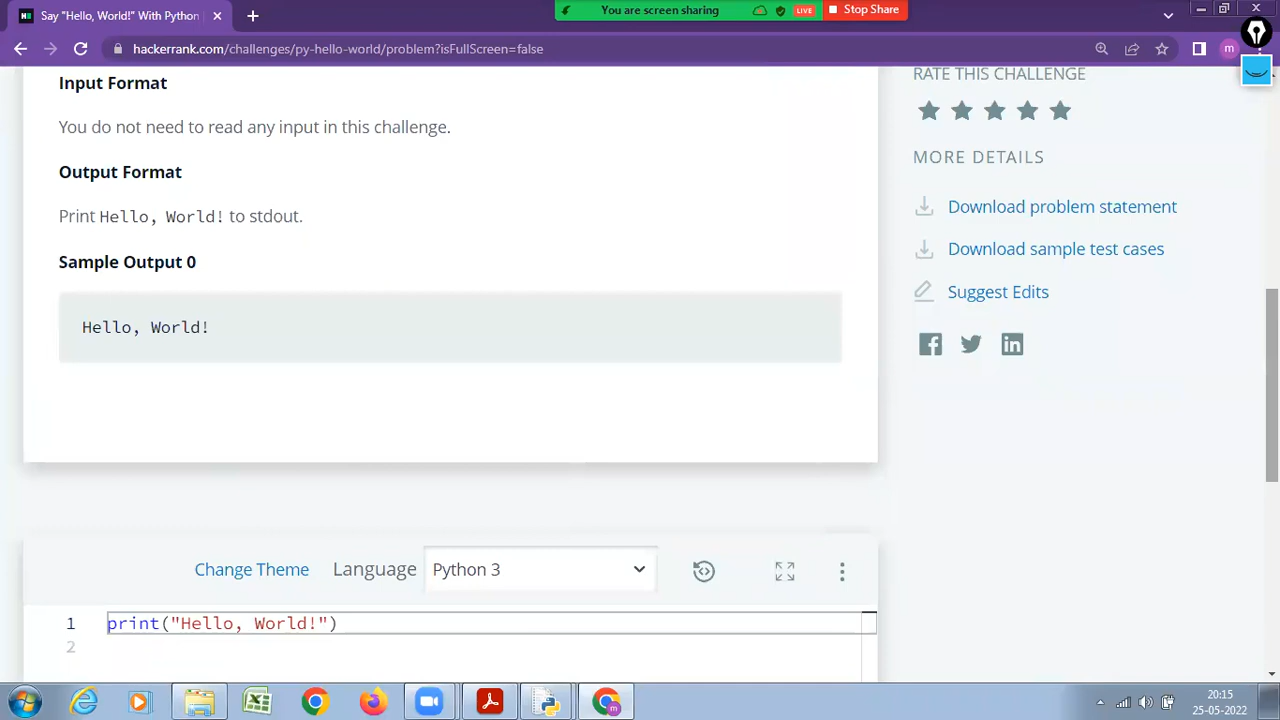 Say "Hello, World!" With Python
You are screen sharing
LIVE
Stop Share
hackerrank.com/challenges/py-hello-world/problem?isFullScreen=false
m
Input Format
You do not need to read any input in this challenge.
Output Format
Print Hello, World! to stdout.
Sample Output 0
Hello, World!
RATE THIS CHALLENGE
MORE DETAILS
Download problem statement
Download sample test cases
Suggest Edits
Change Theme
Language
Python 3
1 print("Hello, World!")
2
20:15
25-05-2022